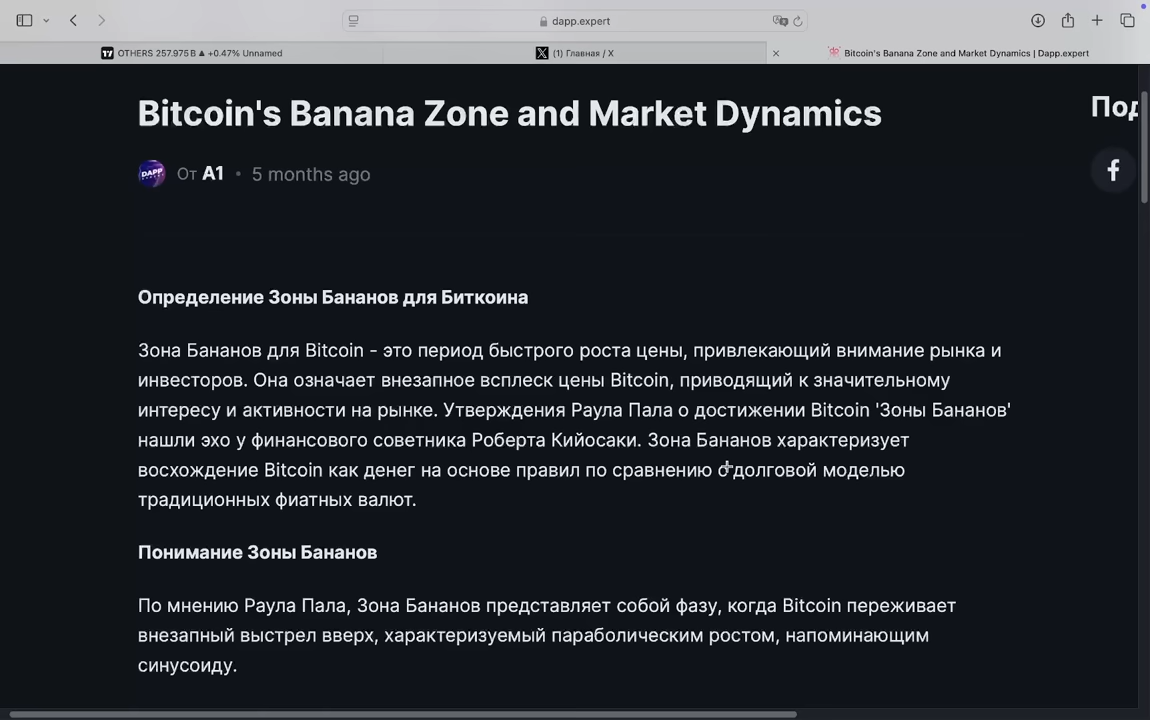 dapp.expert
OTHERS 257.975 B ▲ +0.47% Unnamed
(1) Главная / X
Bitcoin's Banana Zone and Market Dynamics | Dapp.expert
Bitcoin's Banana Zone and Market Dynamics
Под
DAPP
От A1 • 5 months ago
Определение Зоны Бананов для Биткоина
Зона Бананов для Bitcoin - это период быстрого роста цены, привлекающий внимание рынка и
инвесторов. Она означает внезапное всплеск цены Bitcoin, приводящий к значительному
интересу и активности на рынке. Утверждения Раула Пала о достижении Bitcoin 'Зоны Бананов'
нашли эхо у финансового советника Роберта Кийосаки. Зона Бананов характеризует
восхождение Bitcoin как денег на основе правил по сравнению с долговой моделью
традиционных фиатных валют.
Понимание Зоны Бананов
По мнению Раула Пала, Зона Бананов представляет собой фазу, когда Bitcoin переживает
внезапный выстрел вверх, характеризуемый параболическим ростом, напоминающим
синусоиду.